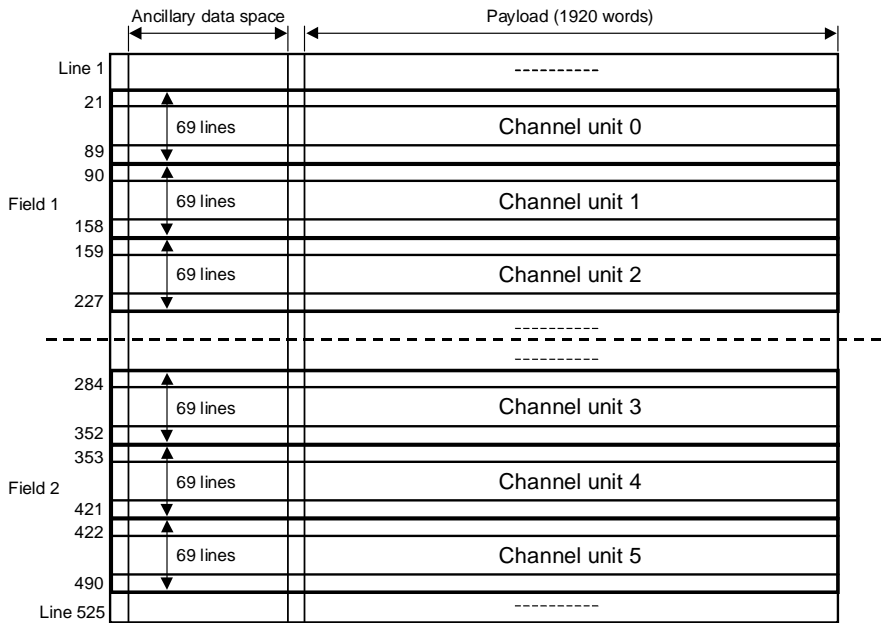 Ancillary data space
Payload (1920 words)
Line 1
----------
21
69 lines
Channel unit 0
89
90
69 lines
Channel unit 1
Field 1
158
159
69 lines
Channel unit 2
227
----------
----------
284
69 lines
Channel unit 3
352
353
69 lines
Channel unit 4
Field 2
421
422
69 lines
Channel unit 5
490
Line 525
----------